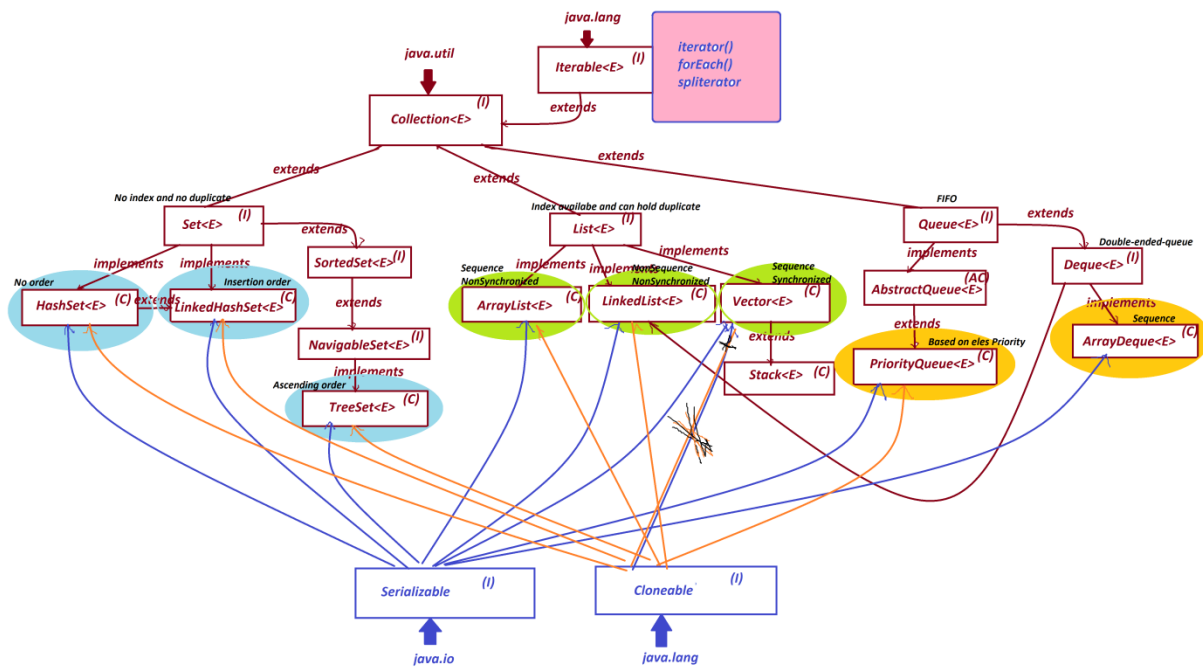 java.lang
java.util
Iterable<E>
(I)
iterator()
forEach()
spliterator
extends
Collection<E>
(I)
extends
extends
extends
No index and no duplicate
Set<E>
(I)
extends
Index availabe and can hold duplicate
List<E>
(I)
FIFO
Queue<E>
(I)
extends
implements
implements
SortedSet<E>
(I)
implements
implements
implements
implements
Double-ended-queue
Deque<E>
(I)
No order
HashSet<E>
(C)
extends
Insertion order
LinkedHashSet<E>
(C)
extends
Sequence
NonSynchronized
ArrayList<E>
(C)
NonSequence
NonSynchronized
LinkedList<E>
(C)
Sequence
Synchronized
Vector<E>
(C)
AbstractQueue<E>
(AC)
implements
Sequence
ArrayDeque<E>
(C)
NavigableSet<E>
(I)
extends
extends
Based on eles Priority
PriorityQueue<E>
(C)
implements
Stack<E>
(C)
Ascending order
TreeSet<E>
(C)
Serializable
(I)
Cloneable
(I)
java.io
java.lang